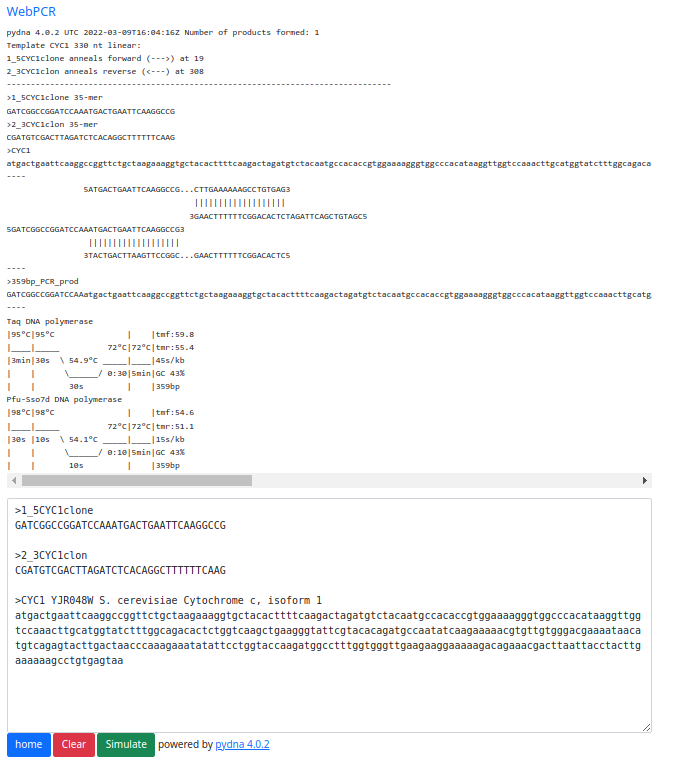 WebPCR
pydna 4.0.2 UTC 2022-03-09T16:04:16Z Number of products formed: 1
Template CYC1 330 nt linear:
1_5CYC1clone anneals forward (--->) at 19
2_3CYC1clon anneals reverse (<---) at 308
--------------------------------------------------------------------------------
>1_5CYC1clone 35-mer
GATCGGCCGGATCCAAATGACTGAATTCAAGGCCG
>2_3CYC1clon 35-mer
CGATGTCGACTTAGATCTCACAGGCTTTTTTCAAG
>CYC1
atgactgaattcaaggccggttctgctaagaaaggtgctacacttttcaagactagatgtctacaatgccacaccgtggaaaagggtggcccacataaggttggtccaaacttgcatggtatctttggcagaca
----
5ATGACTGAATTCAAGGCCG...CTTGAAAAAAGCCTGTGAG3
|||||||||||||||||||
3GAACTTTTTTCGGACACTCTAGATTCAGCTGTAGC5
5GATCGGCCGGATCCAAATGACTGAATTCAAGGCCG3
|||||||||||||||||||
3TACTGACTTAAGTTCCGGC...GAACTTTTTTCGGACACTC5
----
>359bp_PCR_prod
GATCGGCCGGATCCAAatgactgaattcaaggccggttctgctaagaaaggtgctacacttttcaagactagatgtctacaatgccacaccgtggaaaagggtggcccacataaggttggtccaaacttgcatg
----
Taq DNA polymerase
|95°C|95°C               |    |tmf:59.8
|____|_____          72°C|72°C|tmr:55.4
|3min|30s  \ 54.9°C _____|____|45s/kb
|    |      \______/ 0:30|5min|GC 43%
|    |       30s         |    |359bp
Pfu-Sso7d DNA polymerase
|98°C|98°C               |    |tmf:54.6
|____|_____          72°C|72°C|tmr:51.1
|30s |10s  \ 54.1°C _____|____|15s/kb
|    |      \______/ 0:10|5min|GC 43%
|    |       10s         |    |359bp
>1_5CYC1clone
GATCGGCCGGATCCAAATGACTGAATTCAAGGCCG
>2_3CYC1clon
CGATGTCGACTTAGATCTCACAGGCTTTTTTCAAG
>CYC1 YJR048W S. cerevisiae Cytochrome c, isoform 1
atgactgaattcaaggccggttctgctaagaaaggtgctacacttttcaagactagatgtctacaatgccacaccgtggaaaagggtggcccacataaggttgg
tccaaacttgcatggtatctttggcagacactctggtcaagctgaagggtattcgtacacagatgccaatatcaagaaaaacgtgttgtgggacgaaaataaca
tgtcagagtacttgactaacccaaagaaatatattcctggtaccaagatggcctttggtgggttgaagaaggaaaaagacagaaacgacttaattacctacttg
aaaaaagcctgtgagtaa
home Clear Simulate powered by pydna 4.0.2